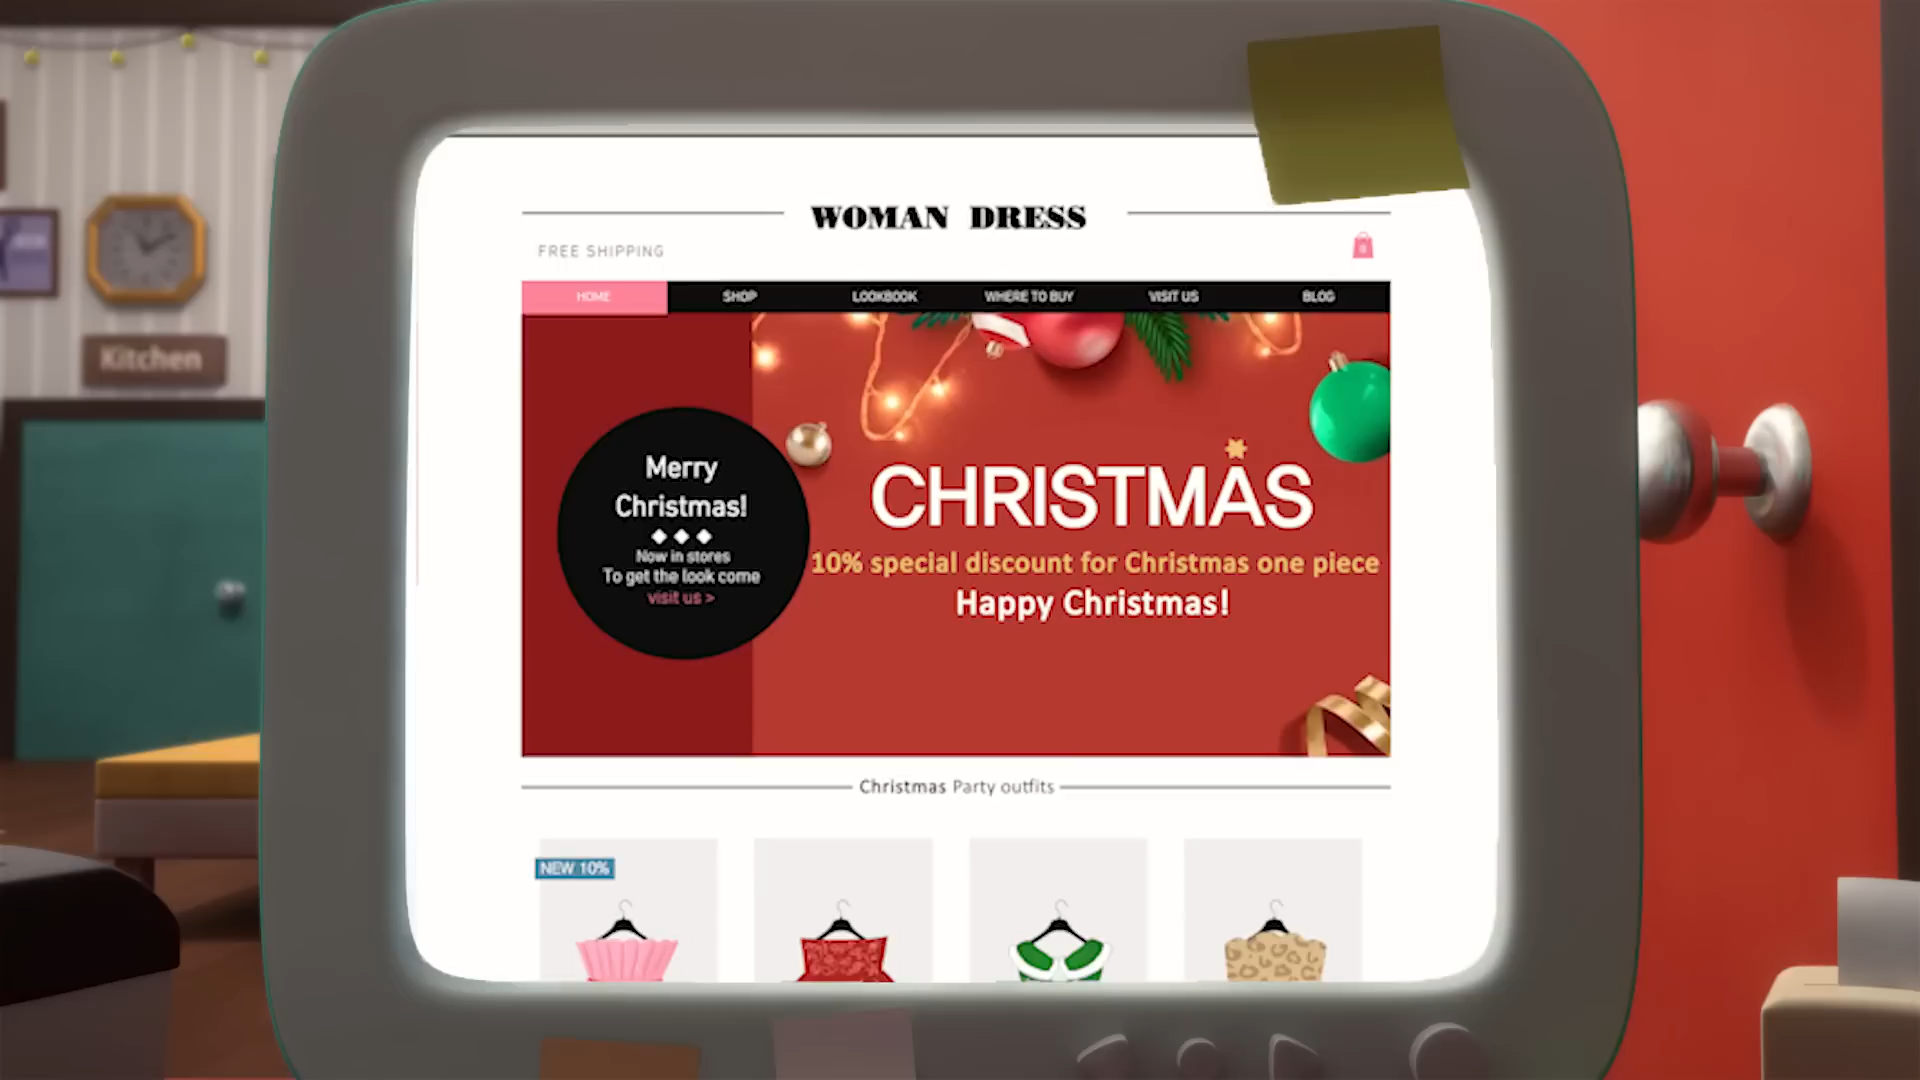 WOMAN DRESS
FREE SHIPPING
0
HOME SHOP LOOKBOOK WHERE TO BUY VISIT US BLOG
Kitchen
Merry
Christmas!
Now in stores
To get the look come
visit us >
CHRISTMAS
10% special discount for Christmas one piece
Happy Christmas!
Christmas Party outfits
NEW 10%